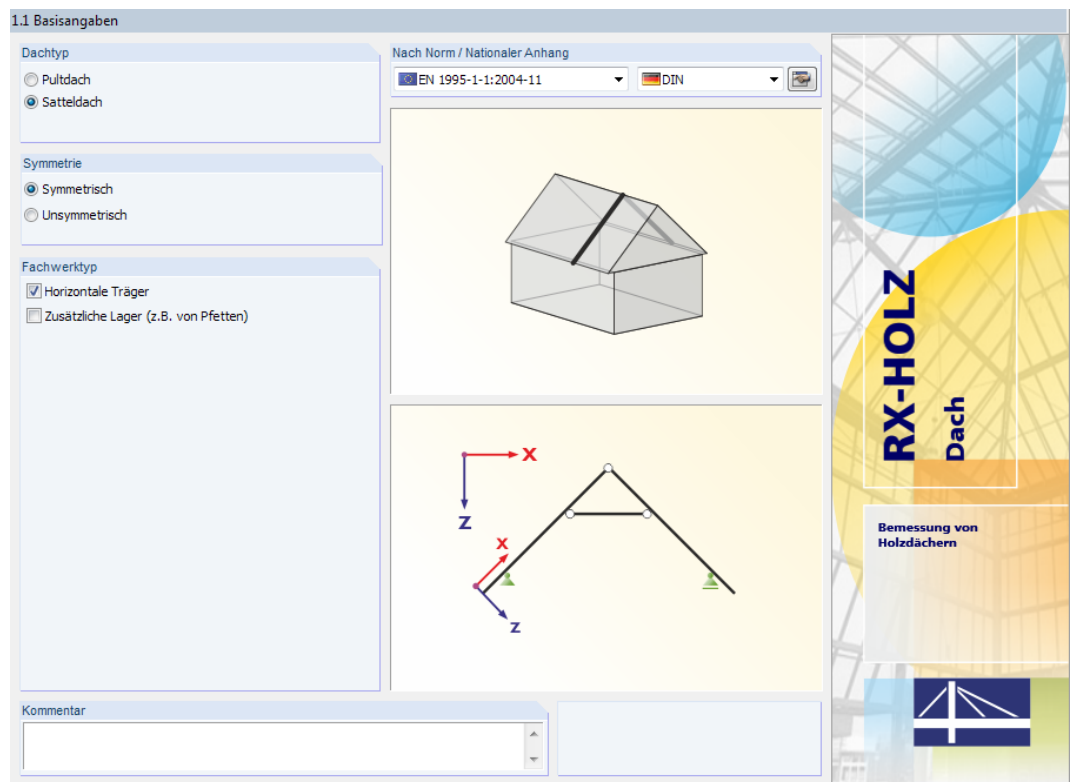 1.1 Basisangaben
Dachtyp
Pultdach
Satteldach
Symmetrie
Symmetrisch
Unsymmetrisch
Fachwerktyp
Horizontale Träger
Zusätzliche Lager (z.B. von Pfetten)
Nach Norm / Nationaler Anhang
EN 1995-1-1:2004-11
DIN
X
Z
X
Z
Kommentar
RX-HOLZ
Dach
Bemessung von
Holzdächern